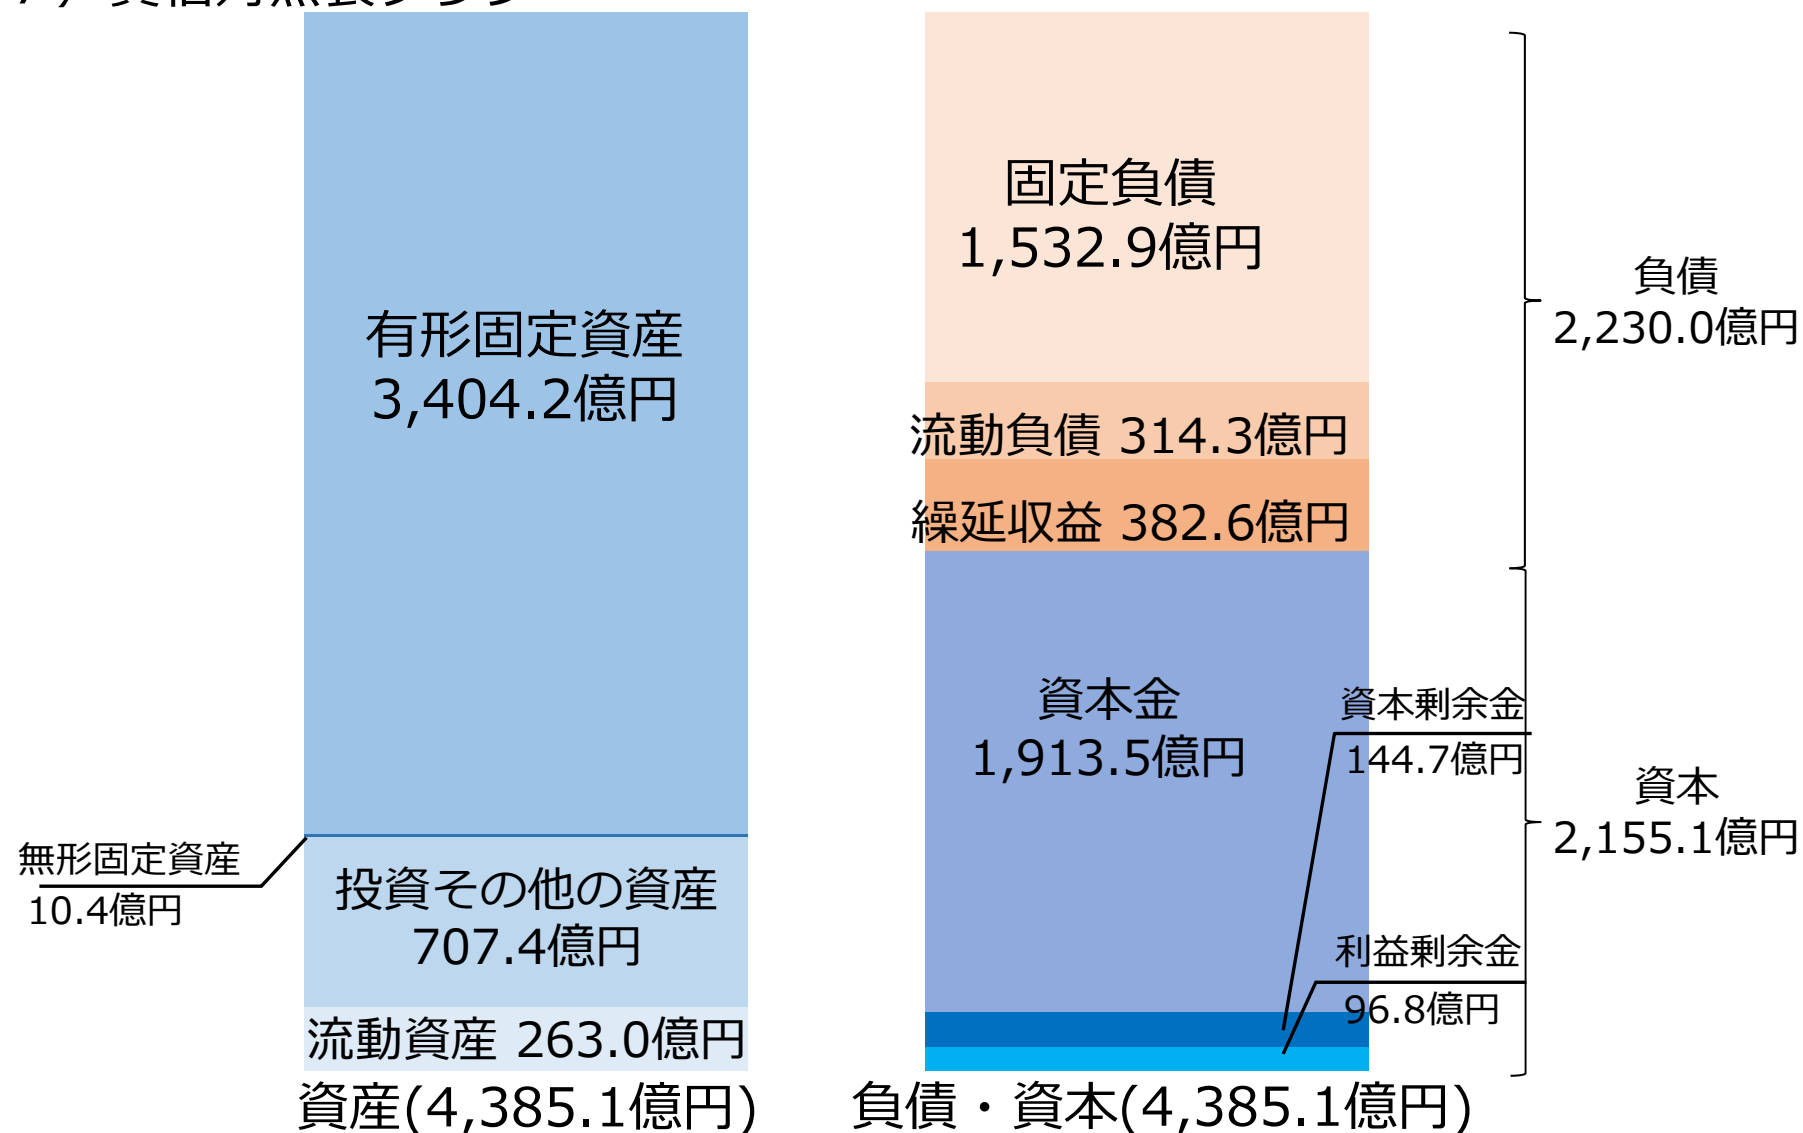 有形固定資産
3,404.2億円
無形固定資産
10.4億円
投資その他の資産
707.4億円
流動資産 263.0億円
資産(4,385.1億円)
固定負債
1,532.9億円
流動負債 314.3億円
繰延収益 382.6億円
資本金
1,913.5億円
資本剰余金
144.7億円
利益剰余金
96.8億円
負債・資本(4,385.1億円)
負債
2,230.0億円
資本
2,155.1億円